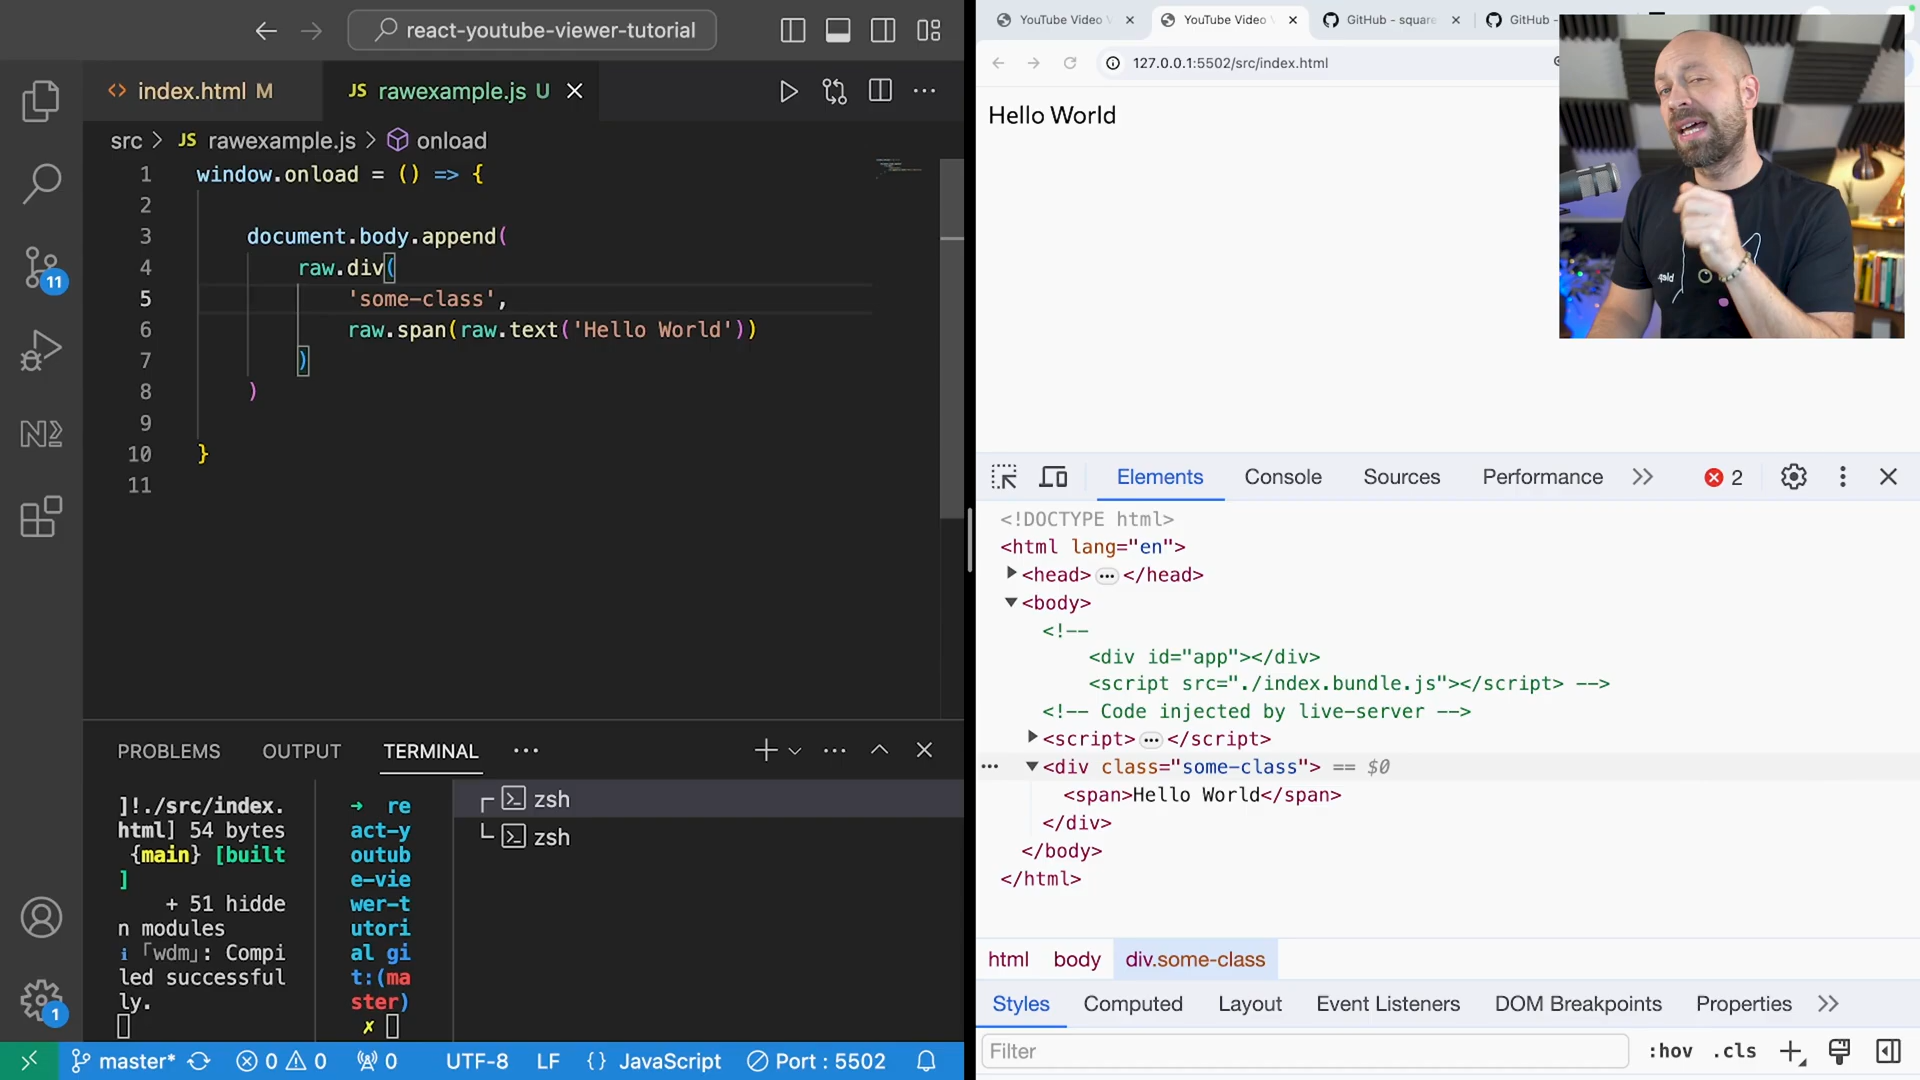 react-youtube-viewer-tutorial
index.html M
JS rawexample.js U
src > JS rawexample.js > onload
1 window.onload = () => {
2
3 document.body.append(
4 raw.div(
5 'some-class',
6 raw.span(raw.text('Hello World'))
7 )
8 )
9
10 }
11
11
1
PROBLEMS OUTPUT TERMINAL
]!./src/index.
html] 54 bytes
{main} [built
]
+ 51 hidde
n modules
i 「wdm」: Compi
led successful
ly.
➜ re
act-y
outub
e-vie
wer-t
utori
al gi
t:(ma
ster)
✗
zsh
zsh
master* 0 0 0 UTF-8 LF {} JavaScript Port : 5502
YouTube Video
YouTube Video
GitHub - square
GitHub -
127.0.0.1:5502/src/index.html
Hello World
Elements Console Sources Performance 2
<!DOCTYPE html>
<html lang="en">
<head> ••• </head>
<body>
<!--
<div id="app"></div>
<script src="./index.bundle.js"></script> -->
<!-- Code injected by live-server -->
<script> ••• </script>
••• <div class="some-class"> == $0
<span>Hello World</span>
</div>
</body>
</html>
html body div.some-class
Styles Computed Layout Event Listeners DOM Breakpoints Properties
Filter :hov .cls